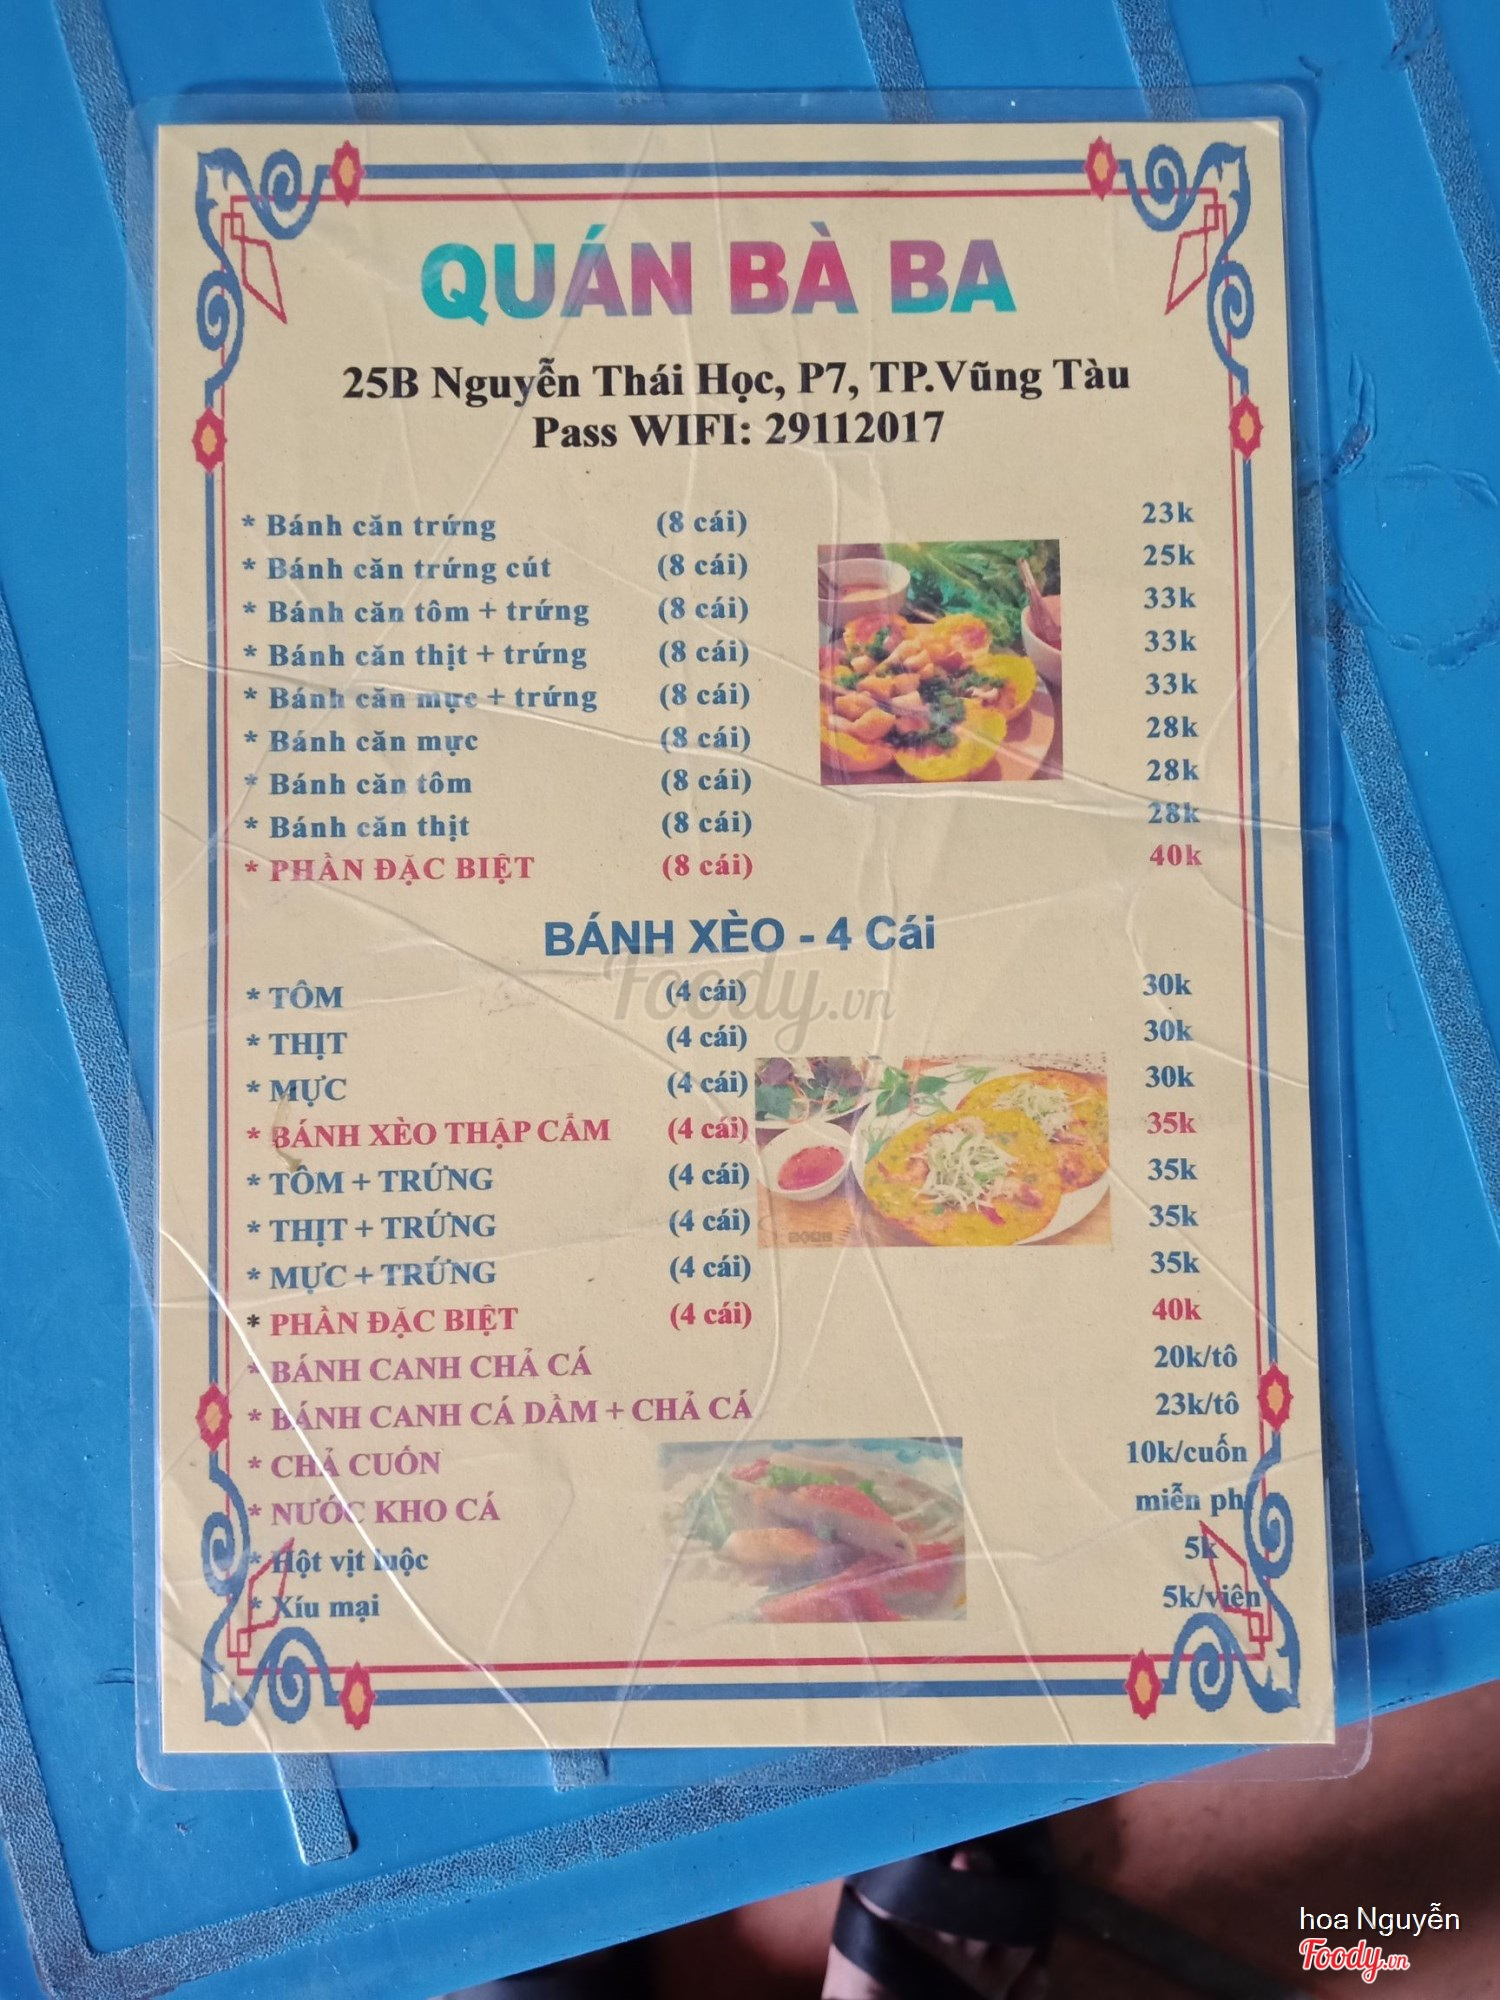 QUÁN BÀ BA
25B Nguyễn Thái Học, P7, TP.Vũng Tàu
Pass WIFI: 29112017
* Bánh căn trứng (8 cái) 23k
* Bánh căn trứng cút (8 cái) 25k
* Bánh căn tôm + trứng (8 cái) 33k
* Bánh căn thịt + trứng (8 cái) 33k
* Bánh căn mực + trứng (8 cái) 33k
* Bánh căn mực (8 cái) 28k
* Bánh căn tôm (8 cái) 28k
* Bánh căn thịt (8 cái) 28k
* PHẦN ĐẶC BIỆT (8 cái) 40k
BÁNH XÈO - 4 Cái
* TÔM (4 cái) 30k
* THỊT (4 cái) 30k
* MỰC (4 cái) 30k
* BÁNH XÈO THẬP CẨM (4 cái) 35k
* TÔM + TRỨNG (4 cái) 35k
* THỊT + TRỨNG (4 cái) 35k
* MỰC + TRỨNG (4 cái) 35k
* PHẦN ĐẶC BIỆT (4 cái) 40k
* BÁNH CANH CHẢ CÁ 20k/tô
* BÁNH CANH CÁ DẦM + CHẢ CÁ 23k/tô
* CHẢ CUỐN 10k/cuốn
* NƯỚC KHO CÁ miễn phí
* Hột vịt luộc 5k
* Xíu mại 5k/viên
Foody.vn
hoa Nguyễn
Foody.vn